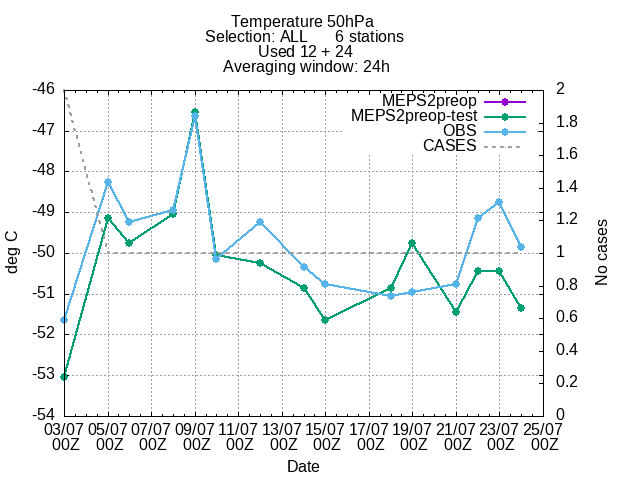 Temperature 50hPa
Selection: ALL 6 stations
Used 12 + 24
Averaging window: 24h
-46
-47
-48
-49
-50
-51
-52
-53
-54
deg C
2
1.8
1.6
1.4
1.2
1
0.8
0.6
0.4
0.2
0
No cases
MEPS2preop
MEPS2preop-test
OBS
CASES
03/07 05/07 07/07 09/07 11/07 13/07 15/07 17/07 19/07 21/07 23/07 25/07
00Z 00Z 00Z 00Z 00Z 00Z 00Z 00Z 00Z 00Z 00Z 00Z
Date